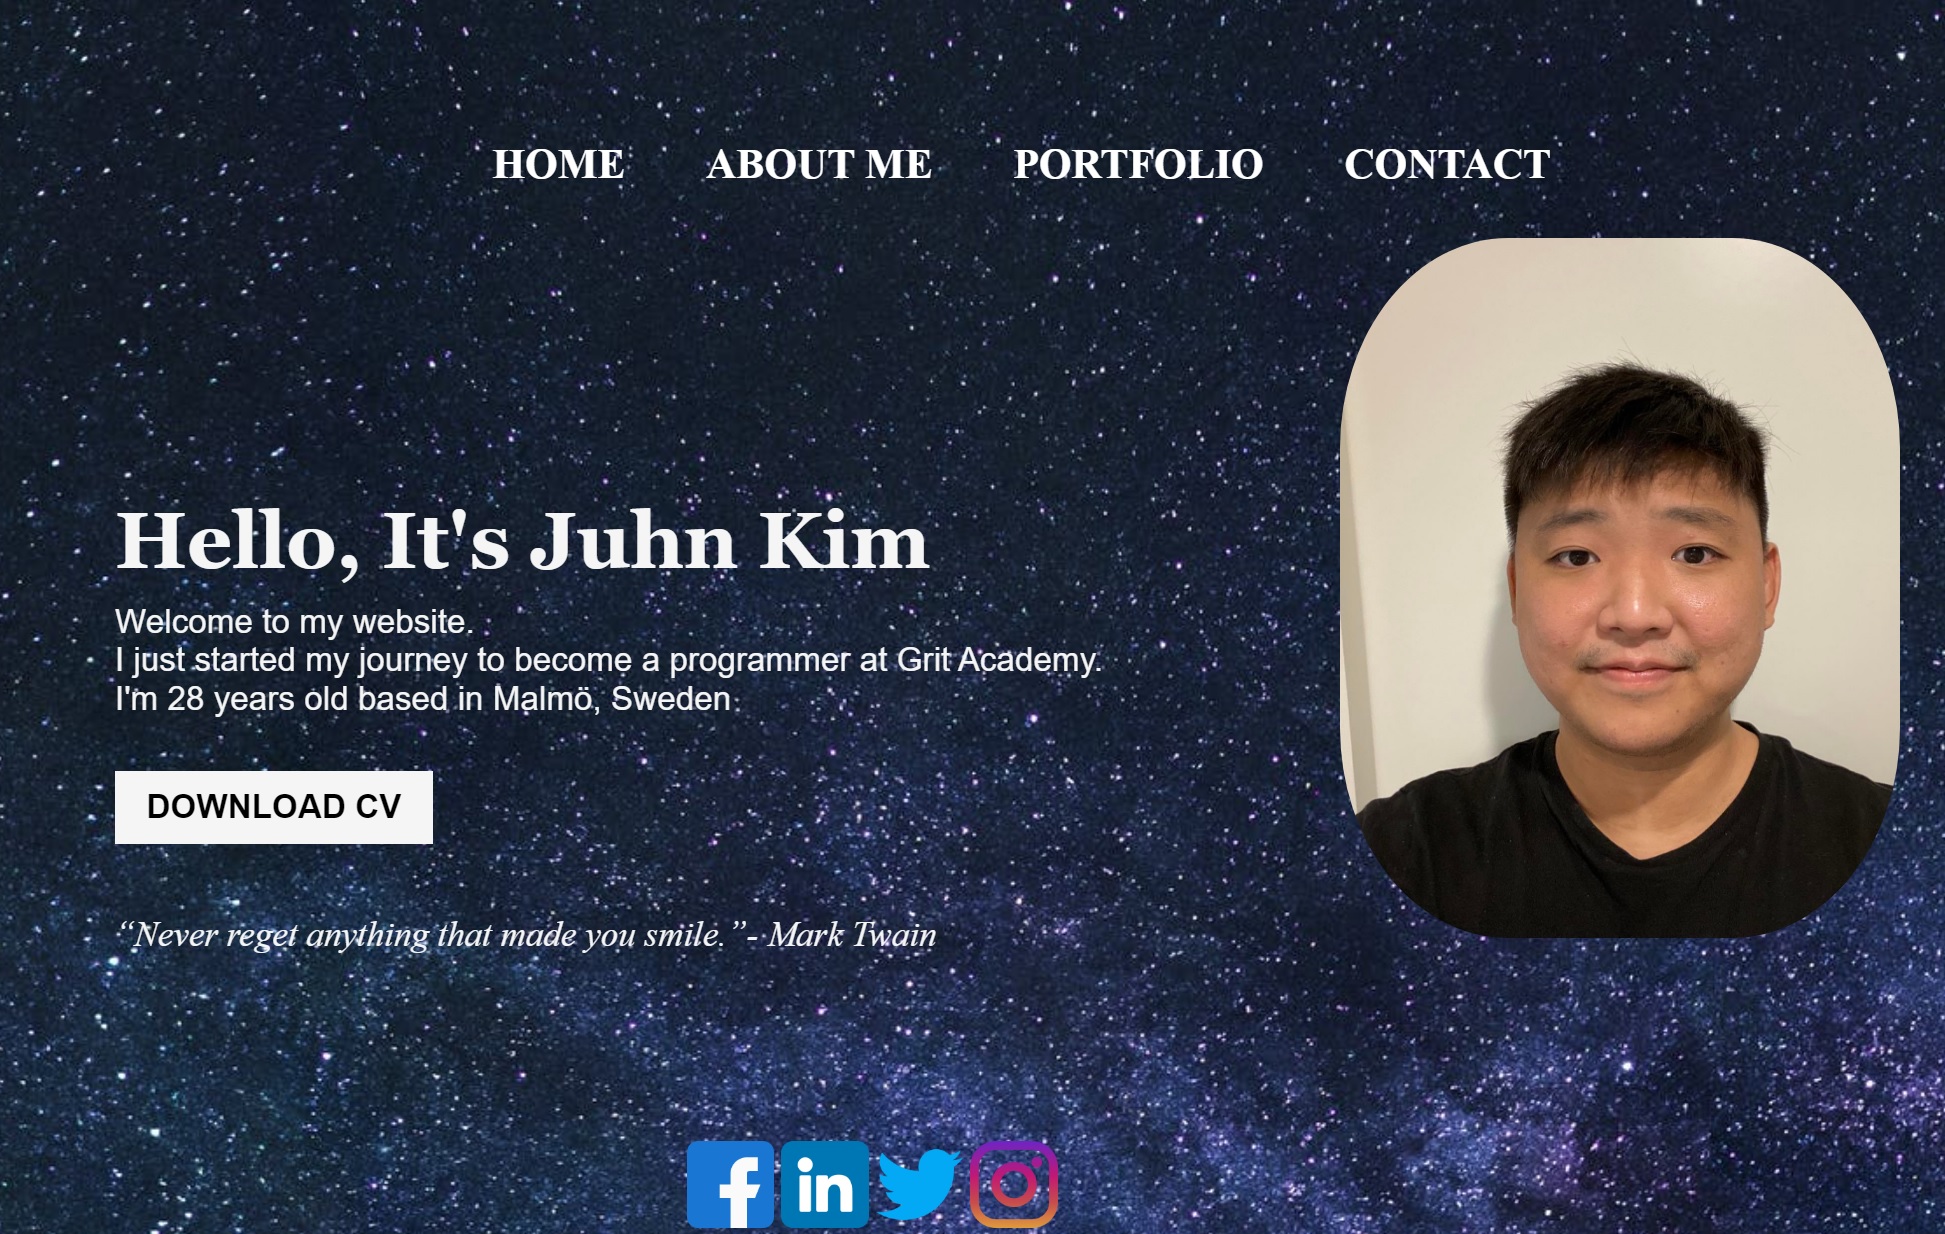 HOME ABOUT ME PORTFOLIO CONTACT
Hello, It's Juhn Kim
Welcome to my website.
I just started my journey to become a programmer at Grit Academy.
I'm 28 years old based in Malmö, Sweden
DOWNLOAD CV
“Never reget anything that made you smile.”- Mark Twain
f in